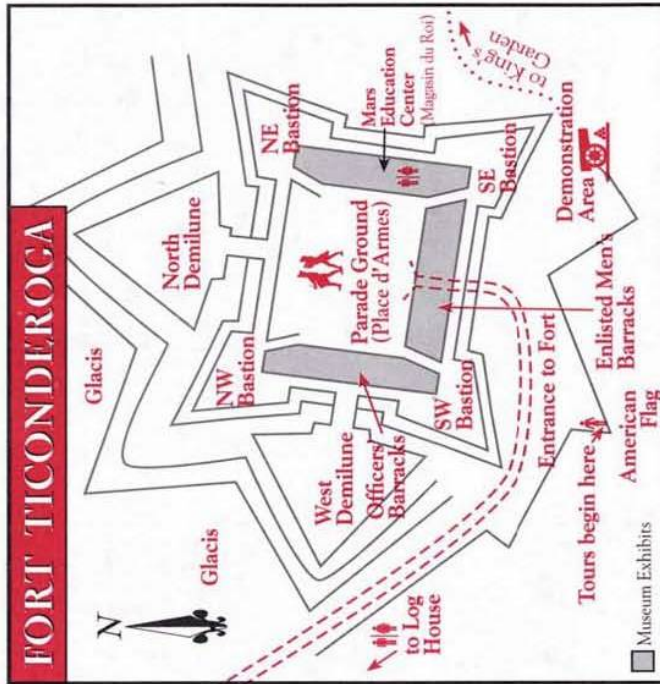 FORT TICONDEROGA
N
Glacis
Glacis
North
Demilune
NW
Bastion
NE
Bastion
West
Demilune
Officers'
Barracks
Parade Ground
(Place d'Armes)
Mars
Education
Center
(Magasin du Roi)
SW
Bastion
SE
Bastion
to King's
Garden
to Log
House
Entrance to Fort
Enlisted Men's
Barracks
Demonstration
Area
Tours begin here
American
Flag
Museum Exhibits